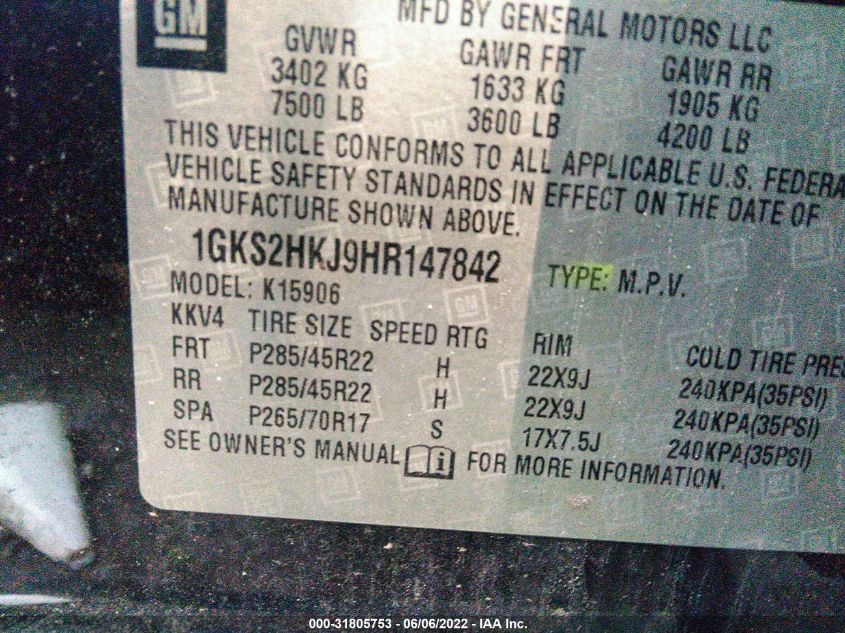 GM
MFD BY GENERAL MOTORS LLC
GVWR GAWR FRT GAWR RR
3402 KG 1633 KG 1905 KG
7500 LB 3600 LB 4200 LB
THIS VEHICLE CONFORMS TO ALL APPLICABLE U.S. FEDERA
VEHICLE SAFETY STANDARDS IN EFFECT ON THE DATE OF
MANUFACTURE SHOWN ABOVE.
1GKS2HKJ9HR147842 TYPE: M.P.V.
MODEL: K15906
KKV4 TIRE SIZE SPEED RTG RIM COLD TIRE PRES
FRT P285/45R22 H 22X9J 240KPA(35PSI)
RR P285/45R22 H 22X9J 240KPA(35PSI)
SPA P265/70R17 S 17X7.5J 240KPA(35PSI)
SEE OWNER'S MANUAL i FOR MORE INFORMATION.
000-31805753 - 06/06/2022 - IAA Inc.